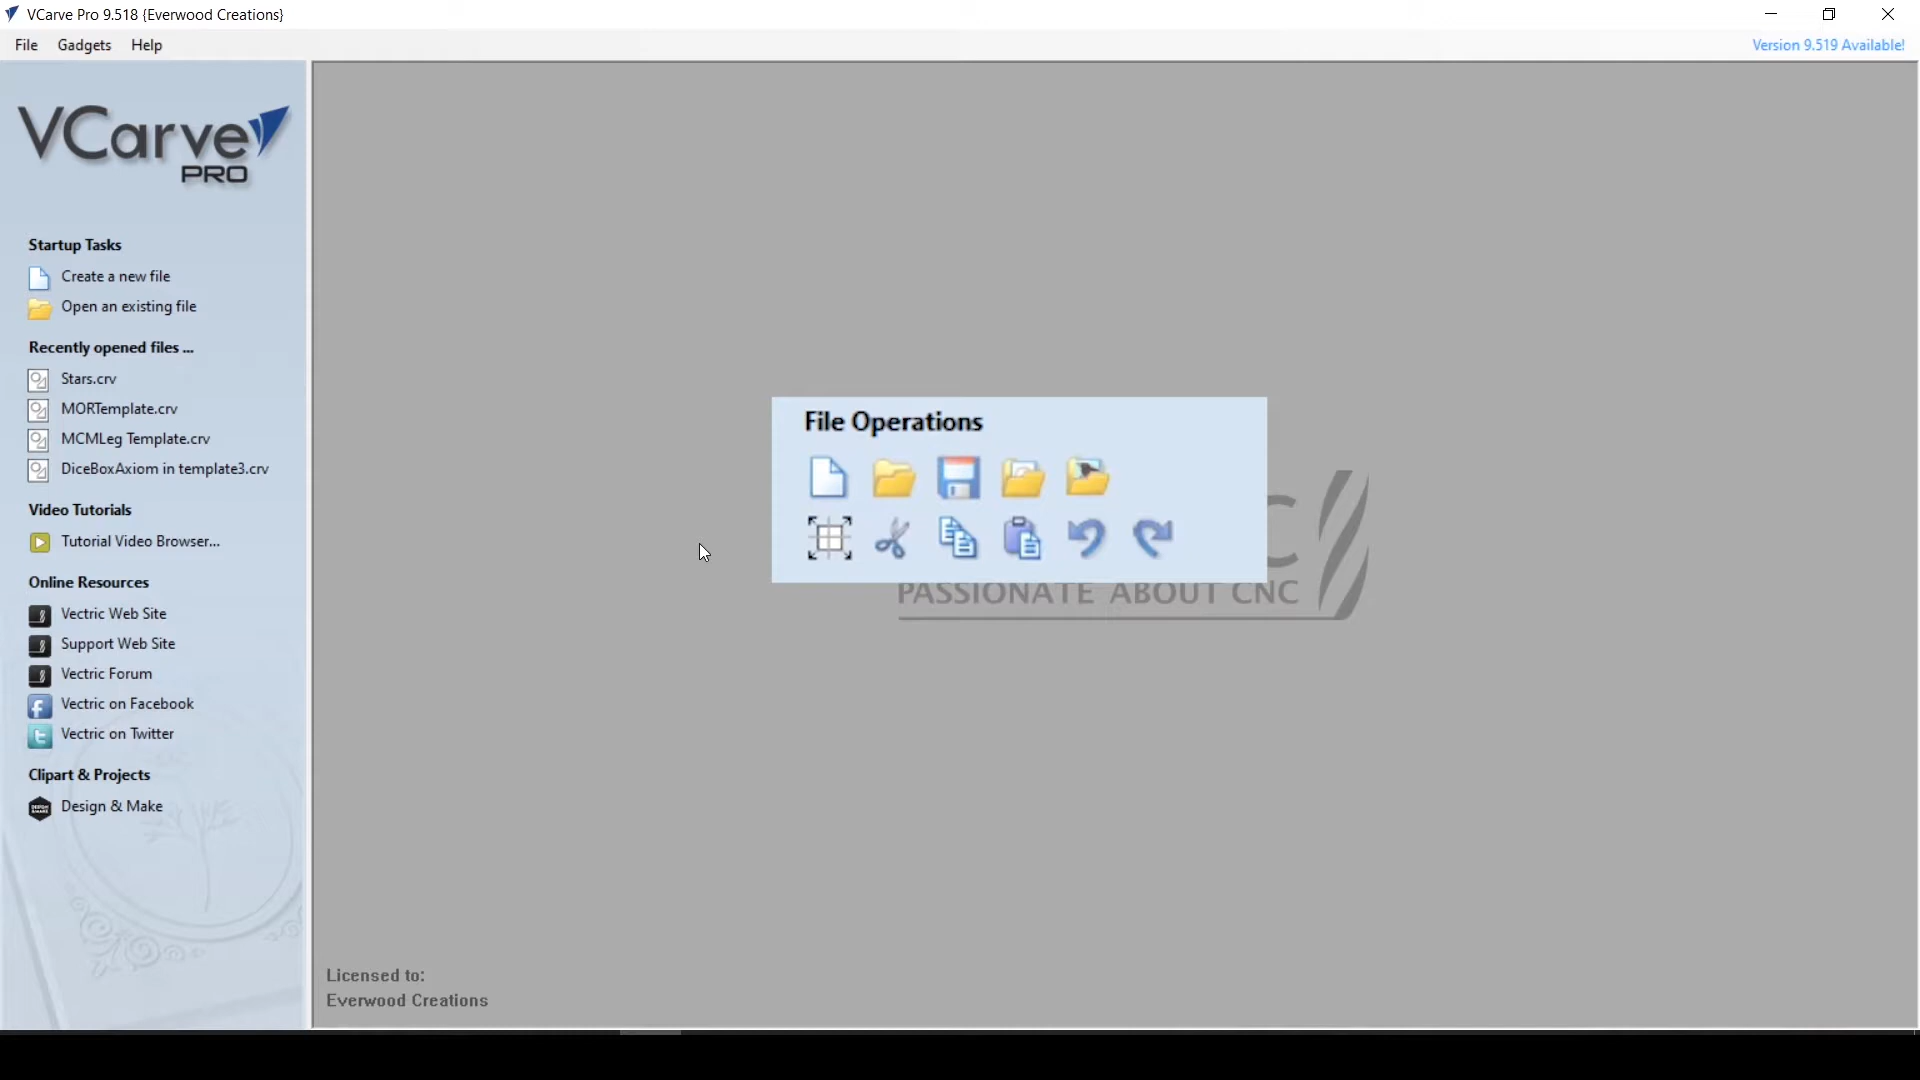 VCarve Pro 9.518 {Everwood Creations}
File Gadgets Help
Version 9.519 Available!
VCarve
PRO
Startup Tasks
Create a new file
Open an existing file
Recently opened files ...
Stars.crv
MORTemplate.crv
MCMLeg Template.crv
DiceBoxAxiom in template3.crv
Video Tutorials
Tutorial Video Browser...
Online Resources
Vectric Web Site
Support Web Site
Vectric Forum
Vectric on Facebook
Vectric on Twitter
Clipart & Projects
Design & Make
File Operations
C
PASSIONATE ABOUT CNC
Licensed to:
Everwood Creations